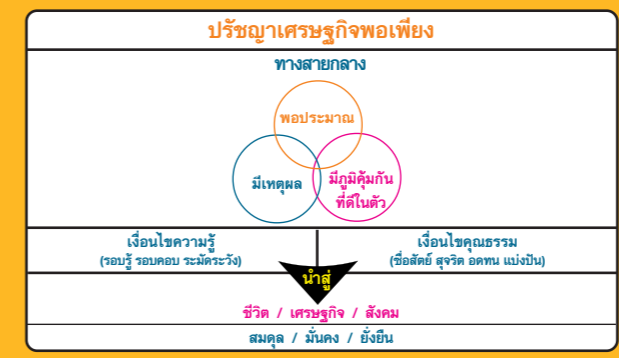 ปรัชญาเศรษฐกิจพอเพียง
ทางสายกลาง
พอประมาณ
มีเหตุผล
มีภูมิคุ้มกัน
ที่ดีในตัว
เงื่อนไขความรู้
(รอบรู้ รอบคอบ ระมัดระวัง)
เงื่อนไขคุณธรรม
(ซื่อสัตย์ สุจริต อดทน แบ่งปัน)
นำสู่
ชีวิต / เศรษฐกิจ / สังคม
สมดุล / มั่นคง / ยั่งยืน